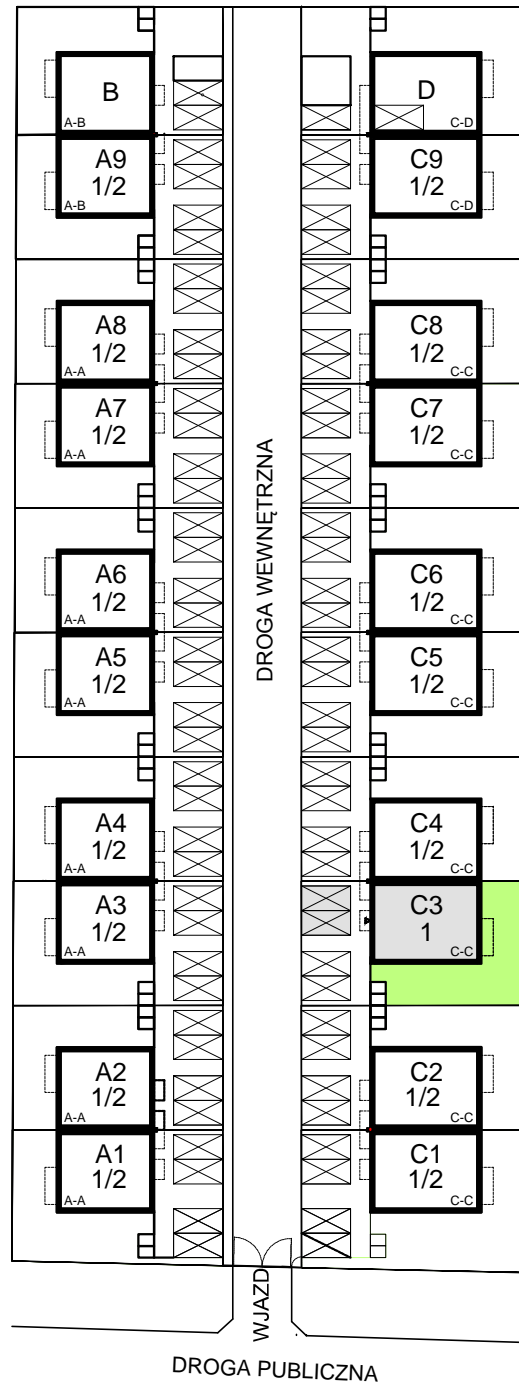 B
A-B
D
C-D
A9
1/2
A-B
C9
1/2
C-D
A8
1/2
A-A
C8
1/2
C-C
A7
1/2
A-A
C7
1/2
C-C
DROGA WEWNĘTRZNA
A6
1/2
A-A
C6
1/2
C-C
A5
1/2
A-A
C5
1/2
C-C
A4
1/2
A-A
C4
1/2
C-C
A3
1/2
A-A
C3
1
C-C
A2
1/2
A-A
C2
1/2
C-C
A1
1/2
A-A
C1
1/2
C-C
WJAZD
DROGA PUBLICZNA